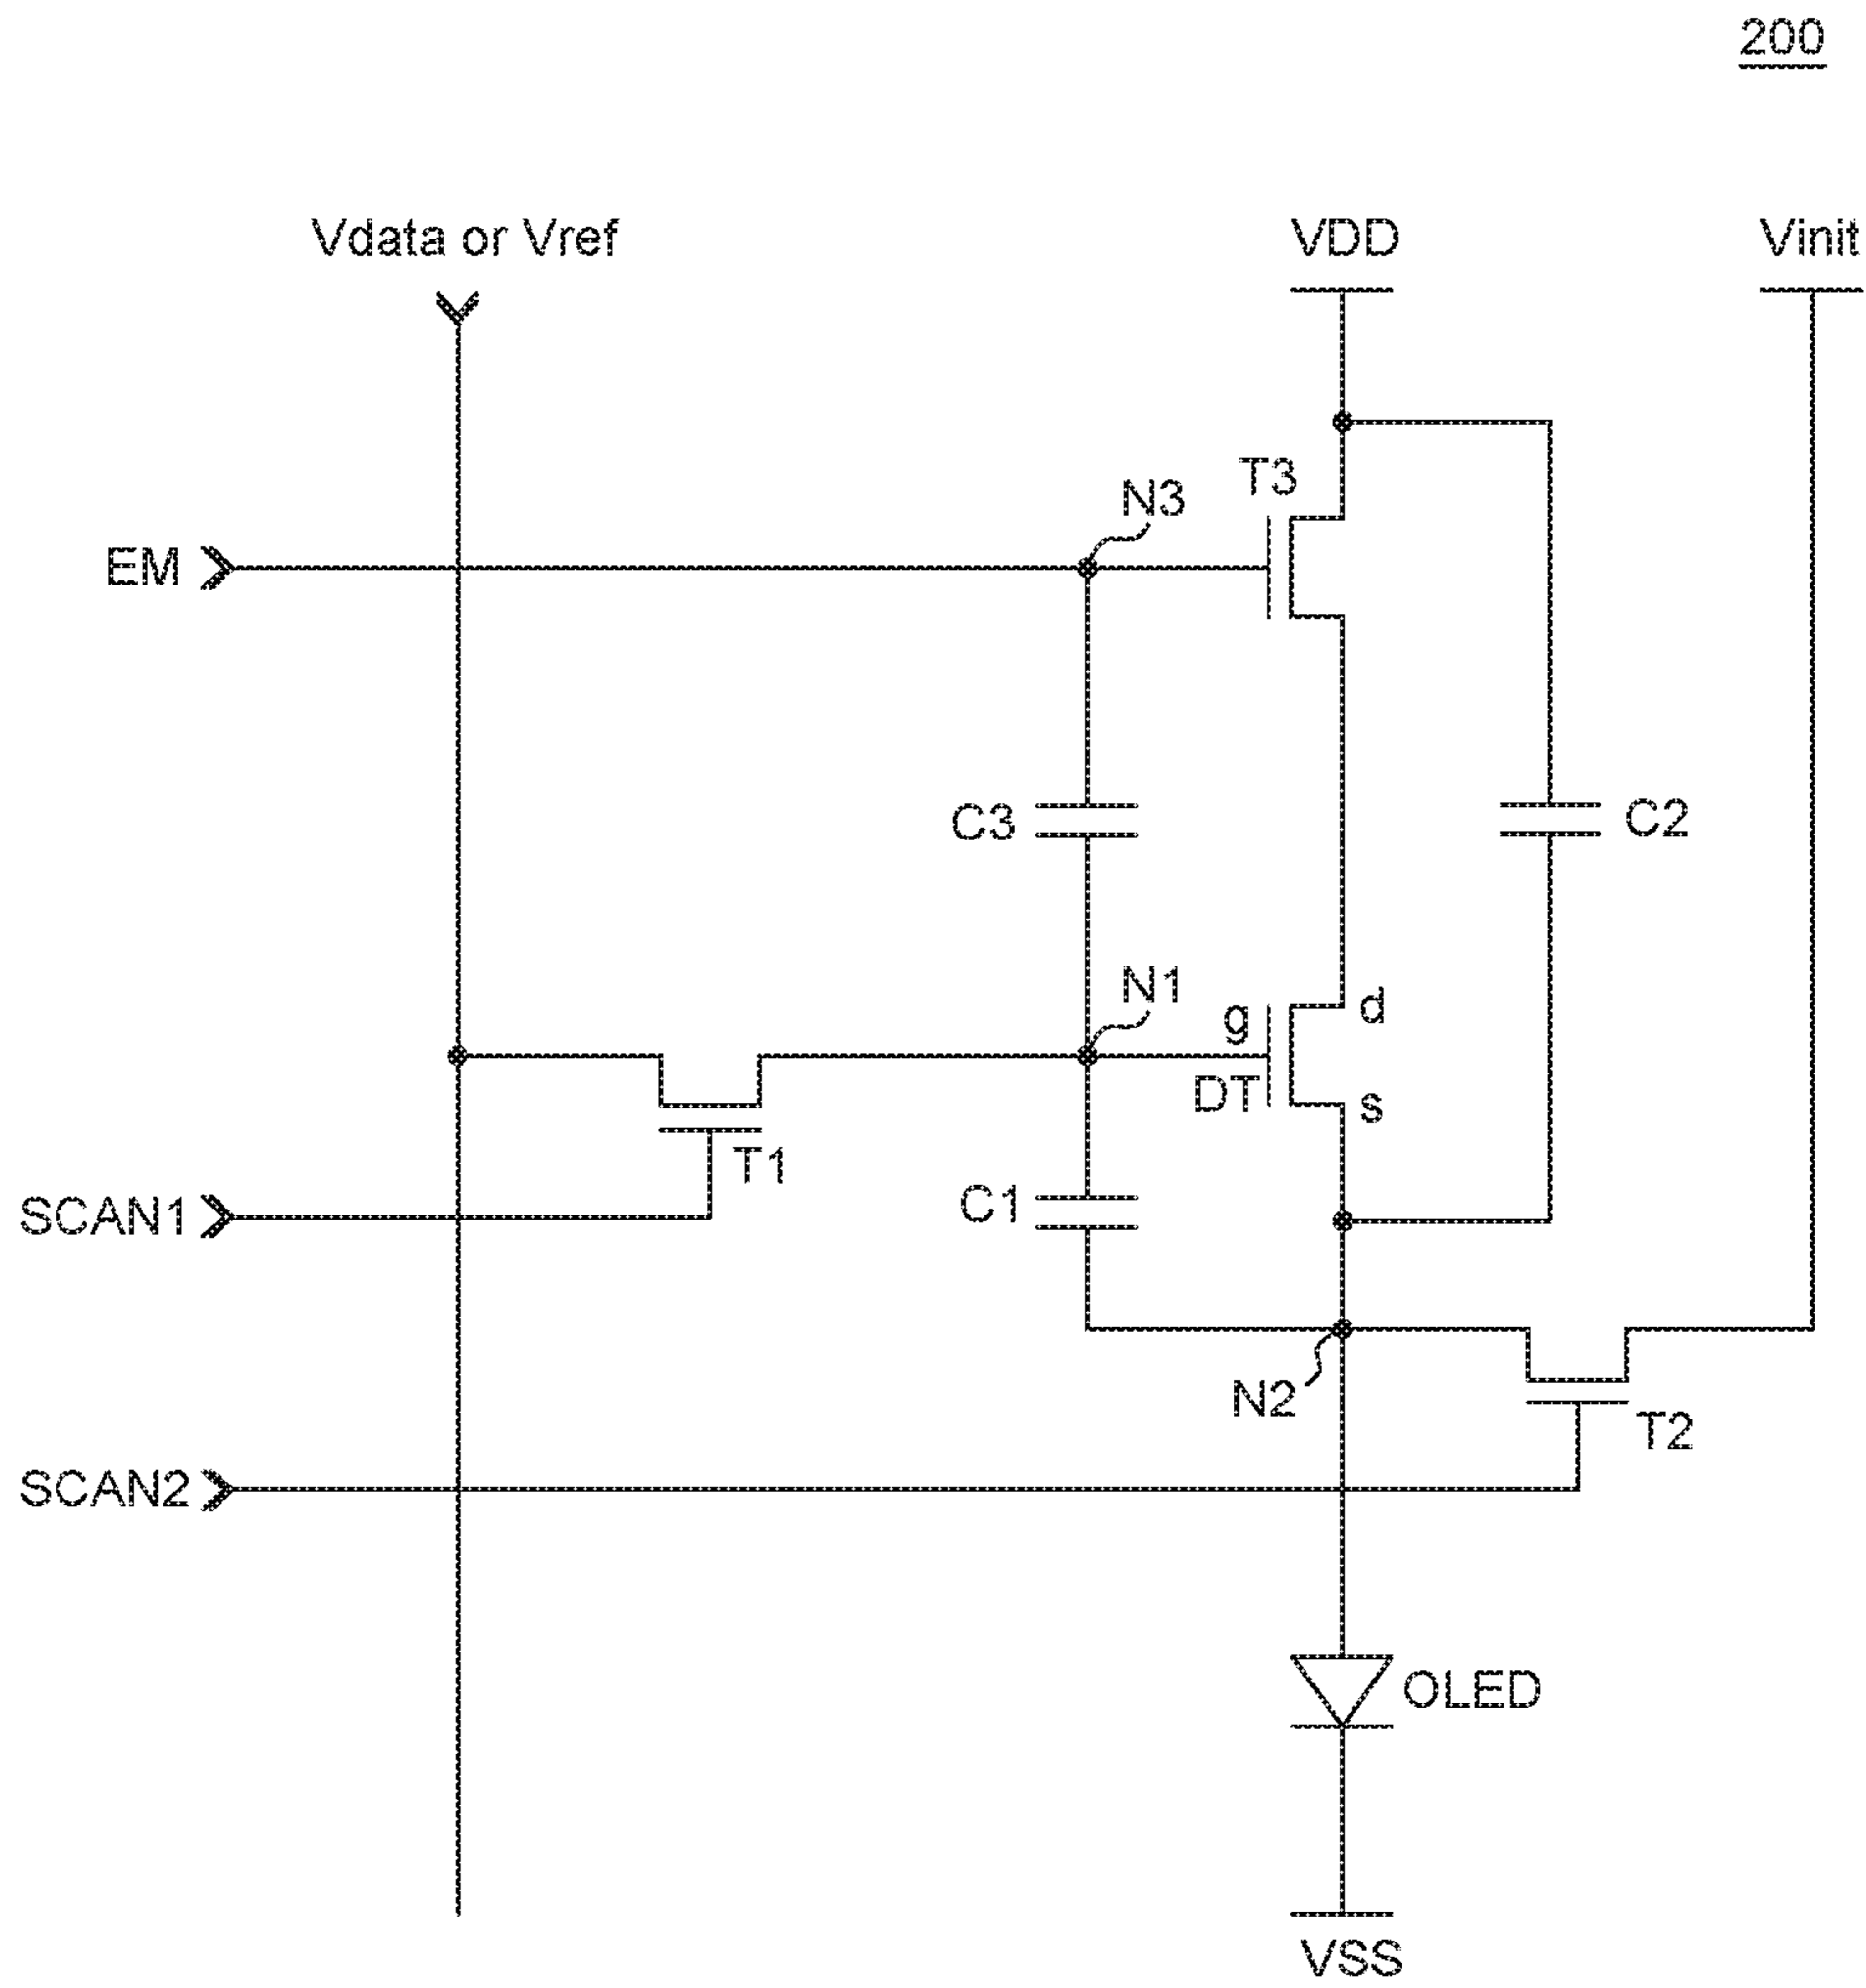 200
Vdata or Vref
VDD
Vinit
T3
N3
EM
C3
C2
N1
g
d
DT
s
T1
C1
SCAN1
N2
T2
SCAN2
OLED
VSS